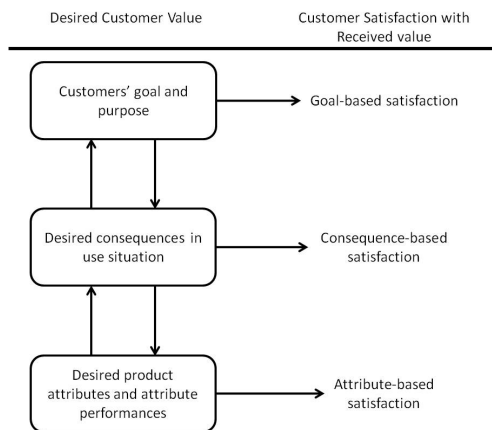 Desired Customer Value
Customer Satisfaction with
Received value
Customers' goal and
purpose
Goal-based satisfaction
Desired consequences in
use situation
Consequence-based
satisfaction
Desired product
attributes and attribute
performances
Attribute-based
satisfaction